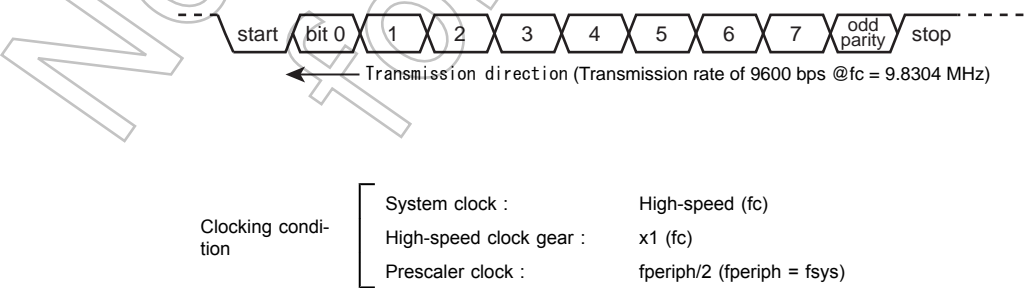 start bit 0 1 2 3 4 5 6 7 odd parity stop
Transmission direction (Transmission rate of 9600 bps @fc = 9.8304 MHz)
System clock : High-speed (fc)
Clocking condi-
tion
High-speed clock gear : x1 (fc)
Prescaler clock : fperiph/2 (fperiph = fsys)